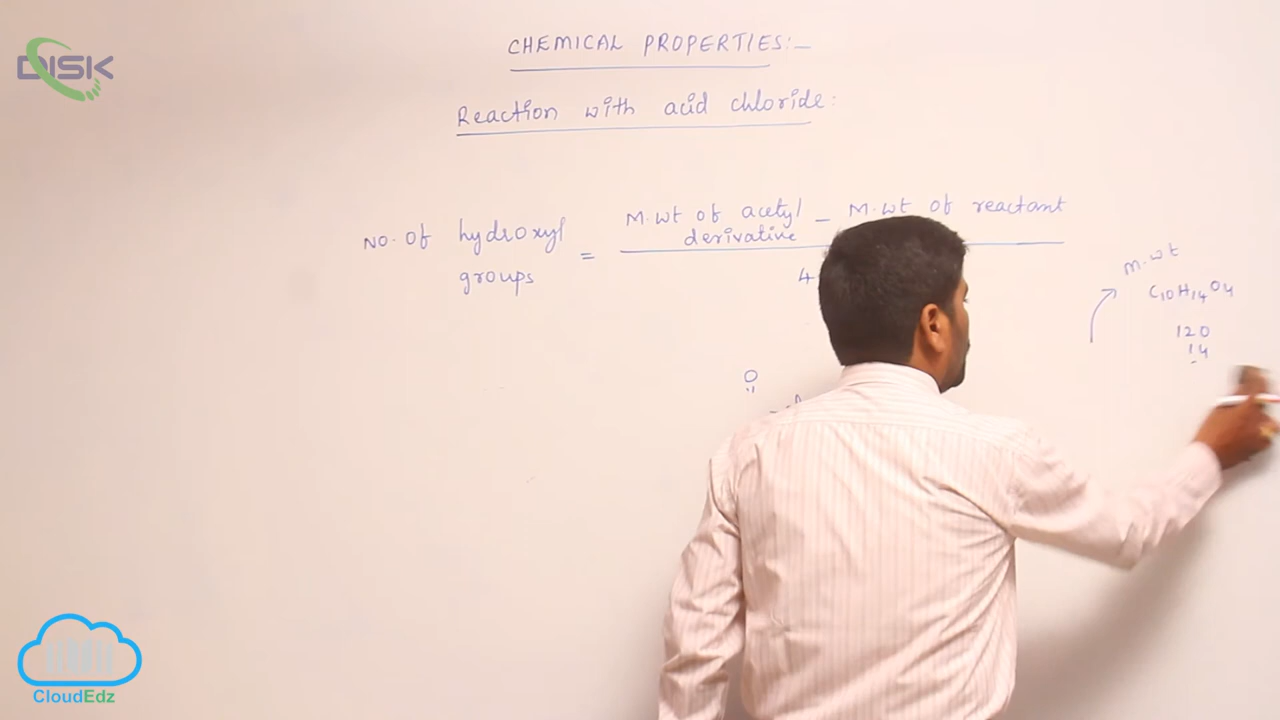 DISK
CHEMICAL PROPERTIES:-
Reaction with acid chloride:
No. of hydroxyl groups = M.wt of acetyl derivative - M.wt of reactant
4
M.wt
C10H14O4
120
14
O
CloudEdz